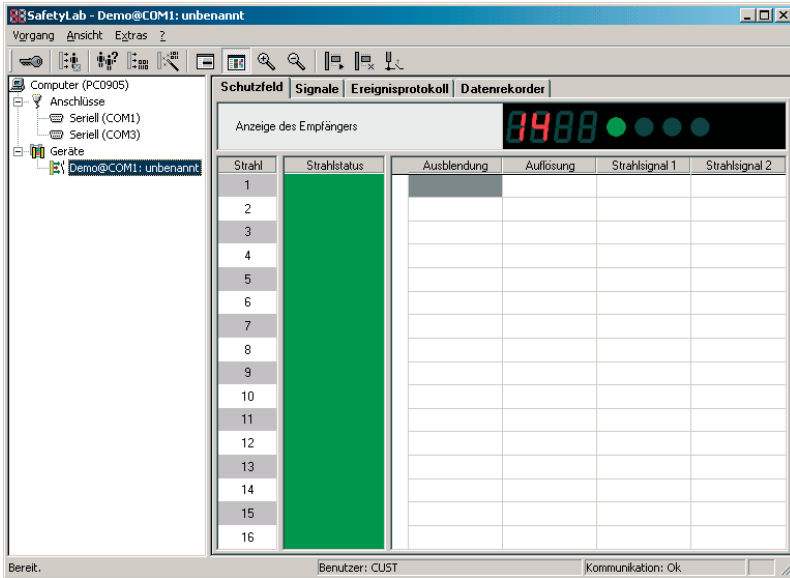 SafetyLab - Demo@COM1: unbenannt
Vorgang Ansicht Extras ?
Computer (PC0905)
Anschlüsse
Seriell (COM1)
Seriell (COM3)
Geräte
Demo@COM1: unbenannt
Schutzfeld Signale Ereignisprotokoll Datenrekorder
Anzeige des Empfängers
14
Strahl Strahlstatus Ausblendung Auflösung Strahlsignal 1 Strahlsignal 2
1
2
3
4
5
6
7
8
9
10
11
12
13
14
15
16
Bereit. Benutzer: CUST Kommunikation: Ok